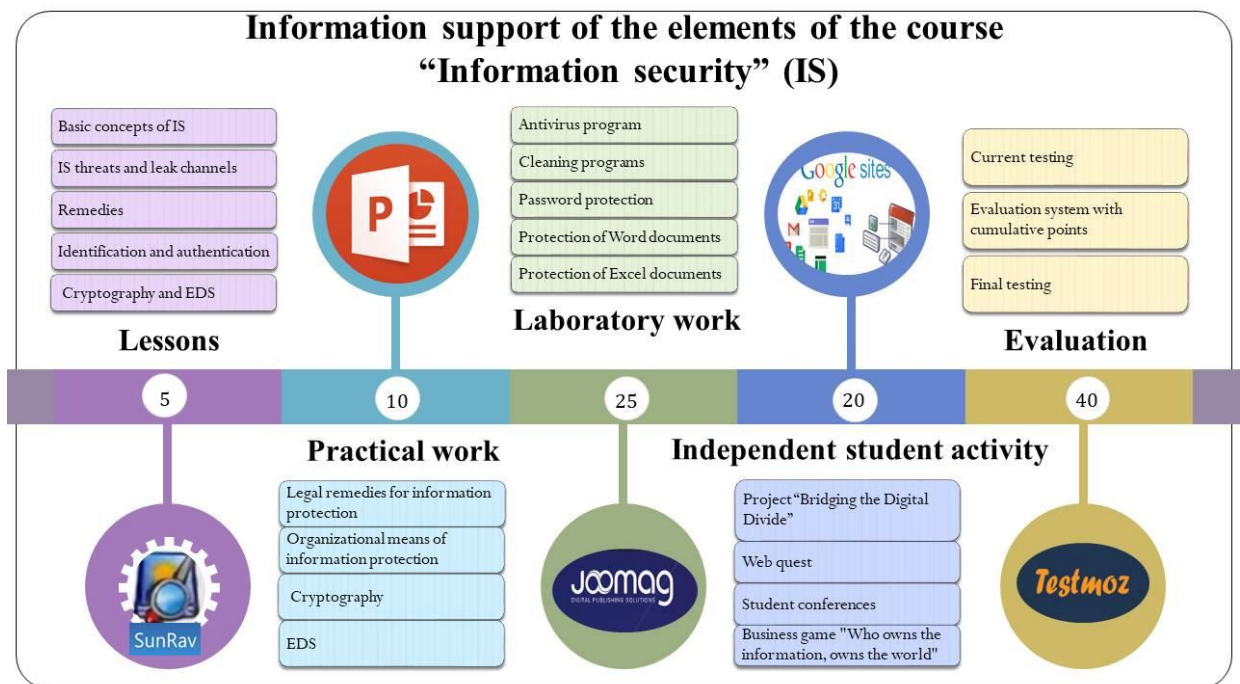 Information support of the elements of the course
“Information security” (IS)
Basic concepts of IS
IS threats and leak channels
Remedies
Identification and authentication
Cryptography and EDS
Lessons
P
Antivirus program
Cleaning programs
Password protection
Protection of Word documents
Protection of Excel documents
Laboratory work
Google sites
Current testing
Evaluation system with
cumulative points
Final testing
Evaluation
5
10
25
20
40
SunRav
Practical work
Legal remedies for information
protection
Organizational means of
information protection
Cryptography
EDS
Joomag
DIGITAL PUBLISHING SOLUTIONS
Independent student activity
Project “Bridging the Digital
Divide”
Web quest
Student conferences
Business game "Who owns the
information, owns the world"
Testmoz